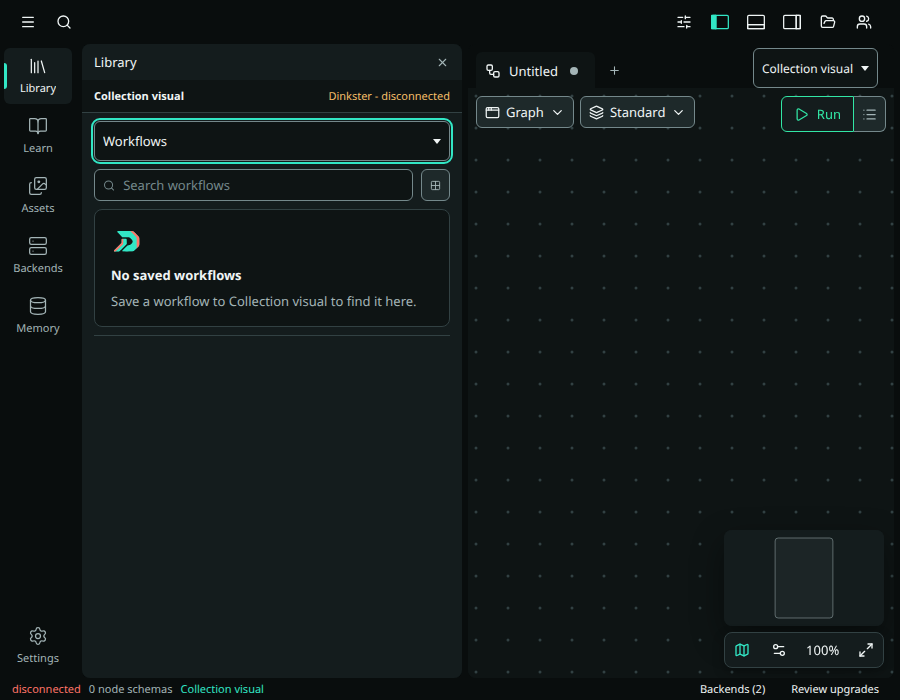 Library
Learn
Assets
Backends
Memory
Settings
Library
Collection visual
Dinkster - disconnected
Workflows
Search workflows
No saved workflows
Save a workflow to Collection visual to find it here.
Untitled
Collection visual
Graph
Standard
Run
100%
disconnected
0 node schemas
Collection visual
Backends (2)
Review upgrades